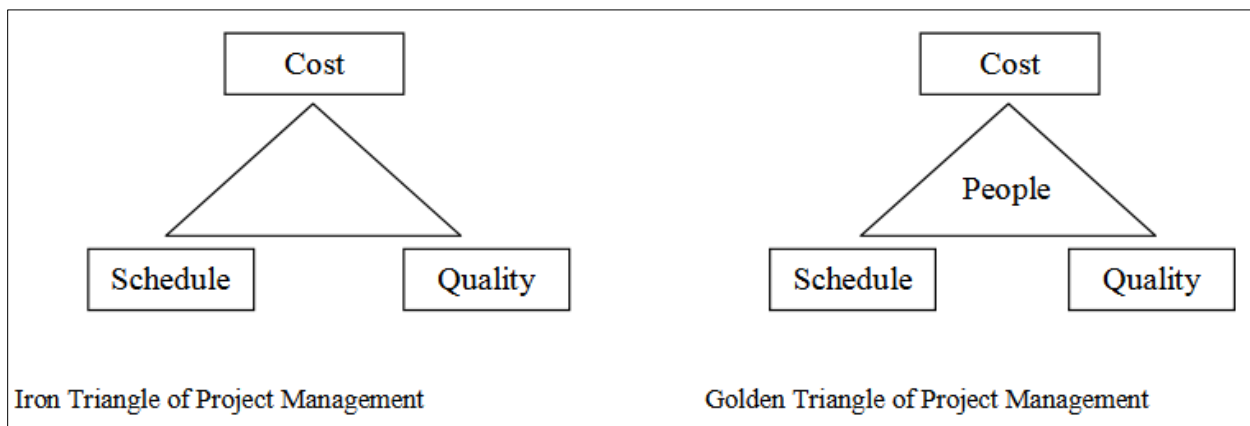 Cost
Schedule
Quality
Iron Triangle of Project Management
Cost
People
Schedule
Quality
Golden Triangle of Project Management